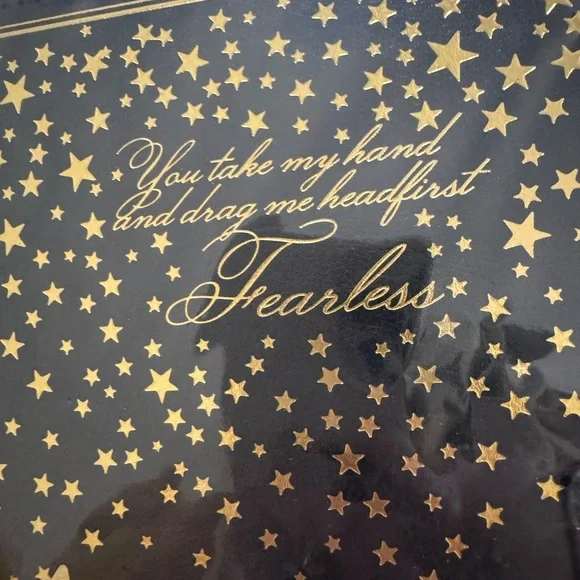 You take my hand
and drag me headfirst
Fearless